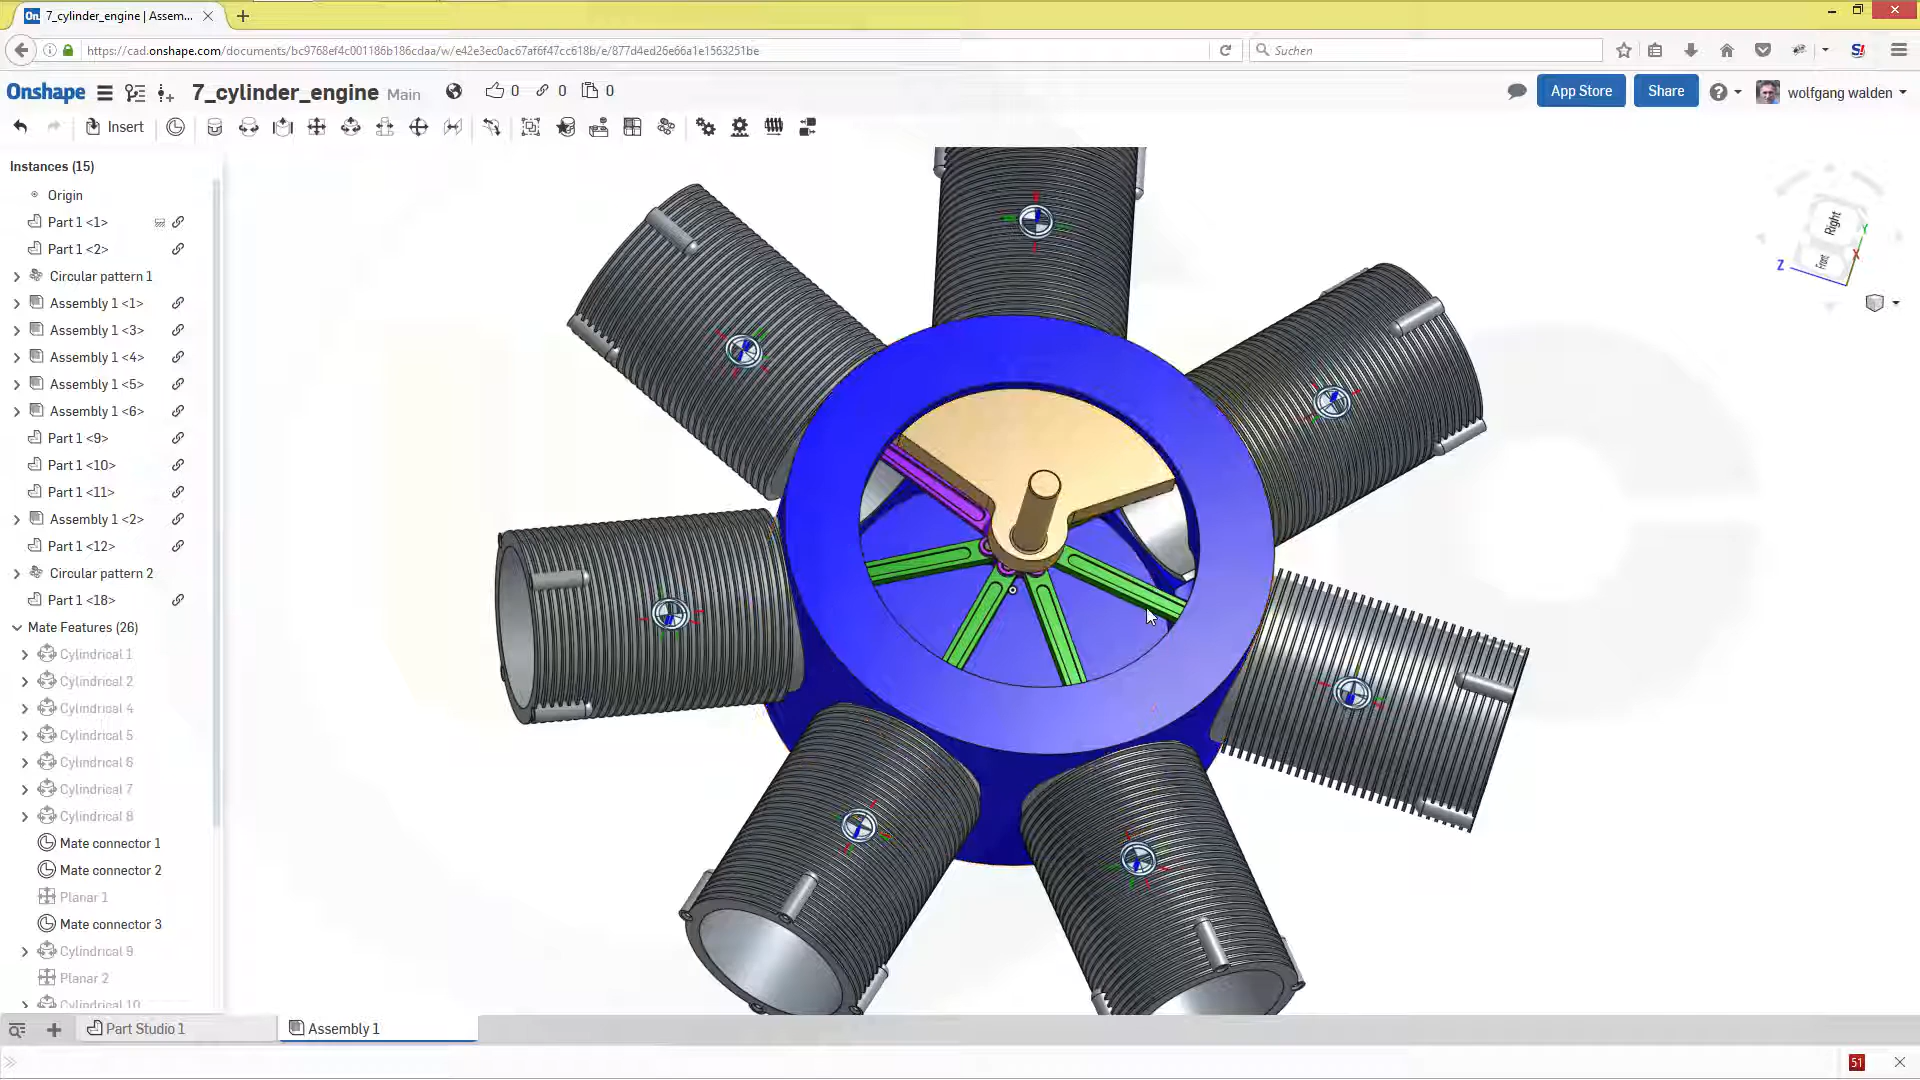 7_cylinder_engine | Assem...
https://cad.onshape.com/documents/bc9768ef4c001186b186cdaa/w/e42e3ec0ac67af6f47cc618b/e/877d4ed26e66a1e1563251be
Suchen
Onshape
7_cylinder_engine Main
0 0 0
App Store
Share
wolfgang walden
Insert
Instances (15)
Origin
Part 1 <1>
Part 1 <2>
Circular pattern 1
Assembly 1 <1>
Assembly 1 <3>
Assembly 1 <4>
Assembly 1 <5>
Assembly 1 <6>
Part 1 <9>
Part 1 <10>
Part 1 <11>
Assembly 1 <2>
Part 1 <12>
Circular pattern 2
Part 1 <18>
Mate Features (26)
Cylindrical 1
Cylindrical 2
Cylindrical 4
Cylindrical 5
Cylindrical 6
Cylindrical 7
Cylindrical 8
Mate connector 1
Mate connector 2
Planar 1
Mate connector 3
Cylindrical 9
Planar 2
Cylindrical 10
Right
Front
Z
Y
X
Part Studio 1
Assembly 1
51